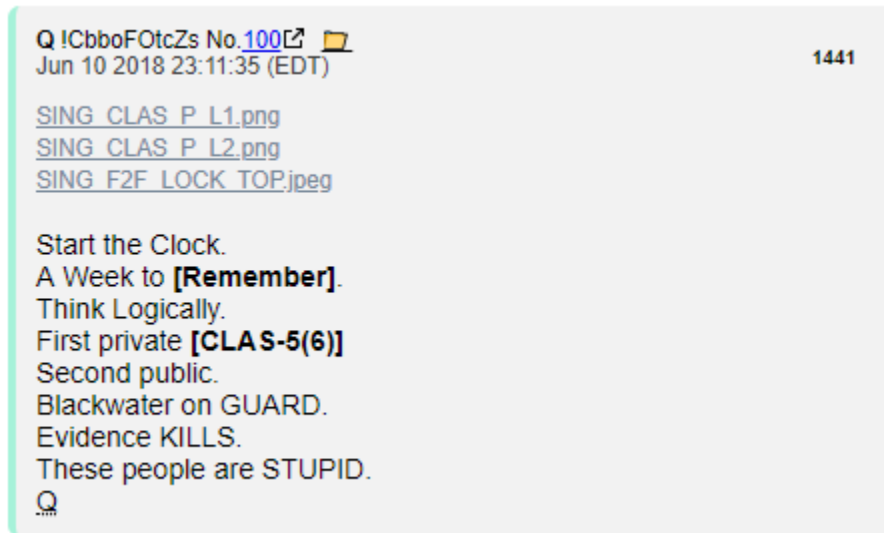 Q !CbboFOtcZs No.100
1441
Jun 10 2018 23:11:35 (EDT)
SING_CLAS_P_L1.png
SING_CLAS_P_L2.png
SING_F2F_LOCK_TOP.jpeg
Start the Clock.
A Week to [Remember].
Think Logically.
First private [CLAS-5(6)]
Second public.
Blackwater on GUARD.
Evidence KILLS.
These people are STUPID.
Q